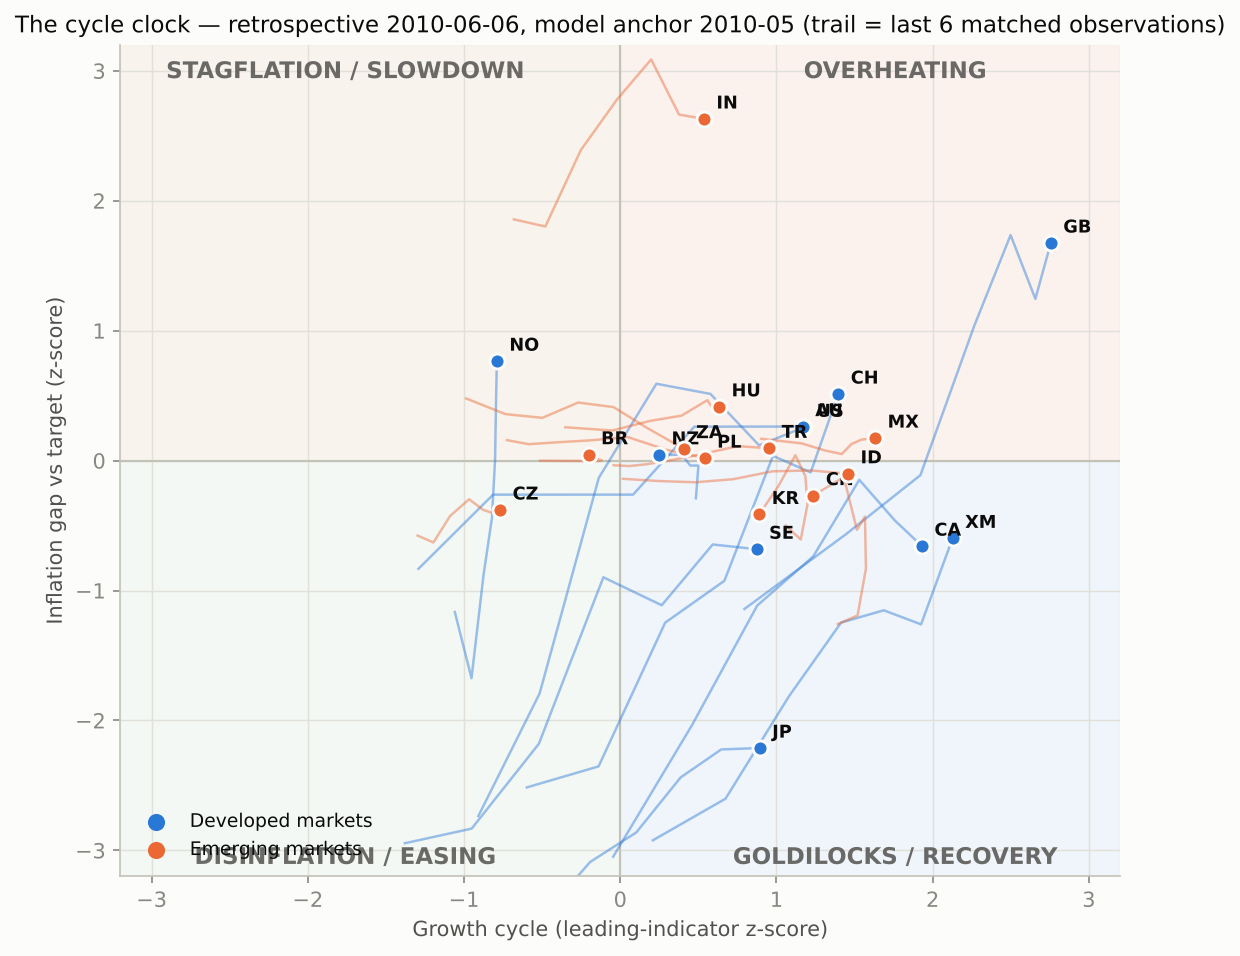 The cycle clock — retrospective 2010-06-06, model anchor 2010-05 (trail = last 6 matched observations)
STAGFLATION / SLOWDOWN
OVERHEATING
IN
GB
NO
CH
HU
AU
US
MX
BR
NZ
ZA
PL
TR
ID
CZ
KR
CL
SE
CA
XM
JP
Developed markets
Emerging markets
DISINFLATION / EASING
GOLDILOCKS / RECOVERY
3
2
1
0
−1
−2
−3
−3
−2
−1
0
1
2
3
Growth cycle (leading-indicator z-score)
Inflation gap vs target (z-score)